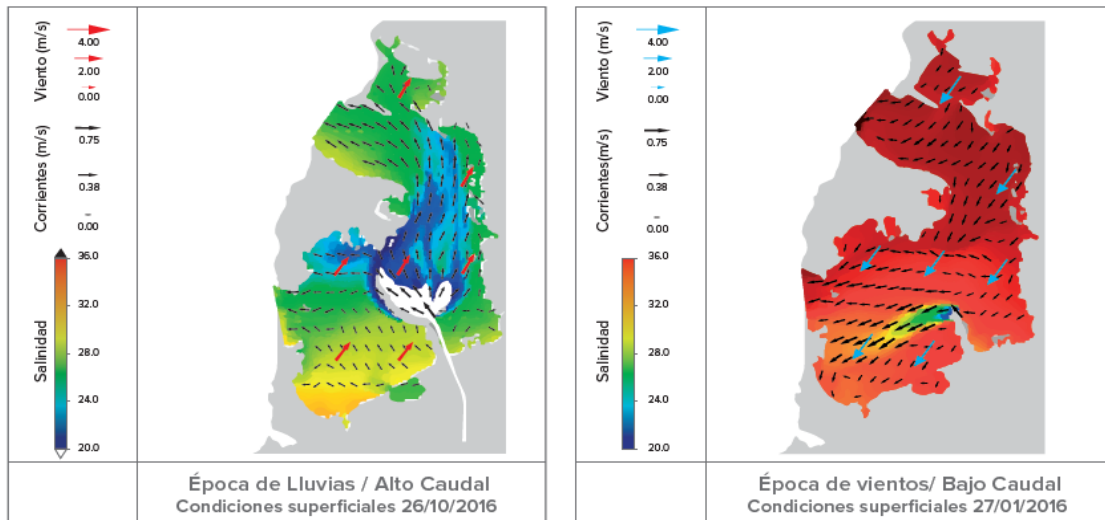 Viento (m/s)
4.00
2.00
0.00
Corrientes (m/s)
0.75
0.38
0.00
Salinidad
36.0
32.0
28.0
24.0
20.0
Época de Lluvias / Alto Caudal
Condiciones superficiales 26/10/2016
Viento (m/s)
4.00
2.00
0.00
Corrientes(m/s)
0.75
0.38
0.00
Salinidad
36.0
32.0
28.0
24.0
20.0
Época de vientos/ Bajo Caudal
Condiciones superficiales 27/01/2016